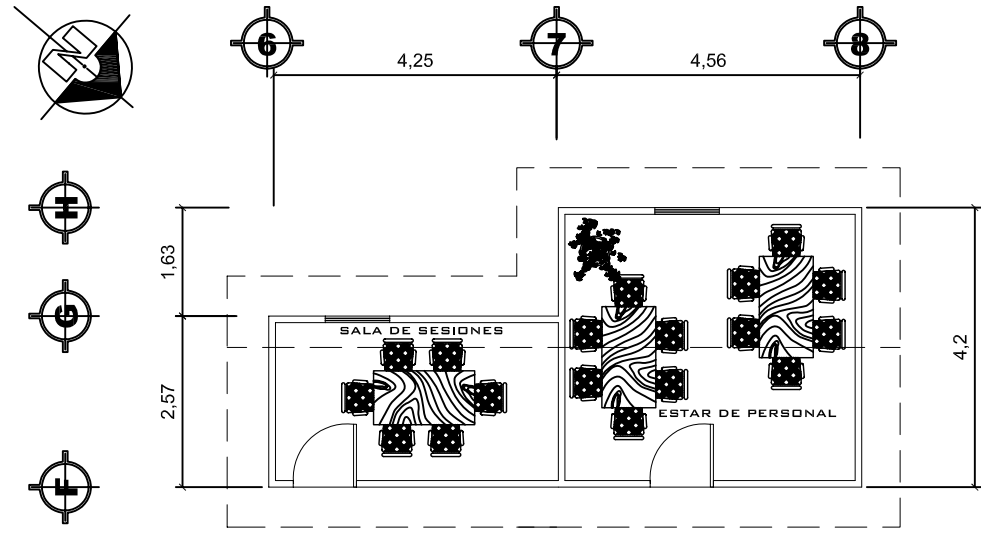 N
6
7
8
4,25
4,56
H
1,63
G
SALA DE SESIONES
4,2
2,57
ESTAR DE PERSONAL
F